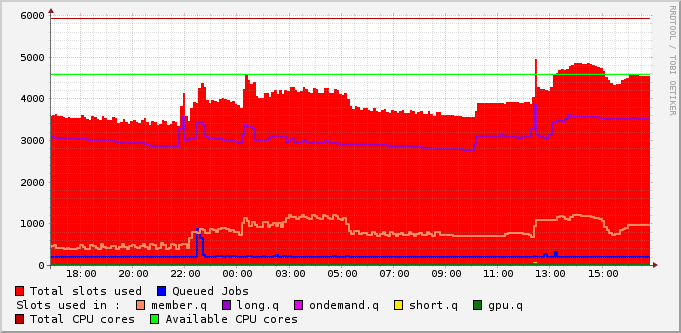 RRDTOOL / TOBI OETIKER
6000
5000
4000
3000
2000
1000
0
18:00 20:00 22:00 00:00 03:00 05:00 07:00 09:00 11:00 13:00 15:00
Total slots used Queued Jobs
Slots used in : member.q long.q ondemand.q short.q gpu.q
Total CPU cores Available CPU cores